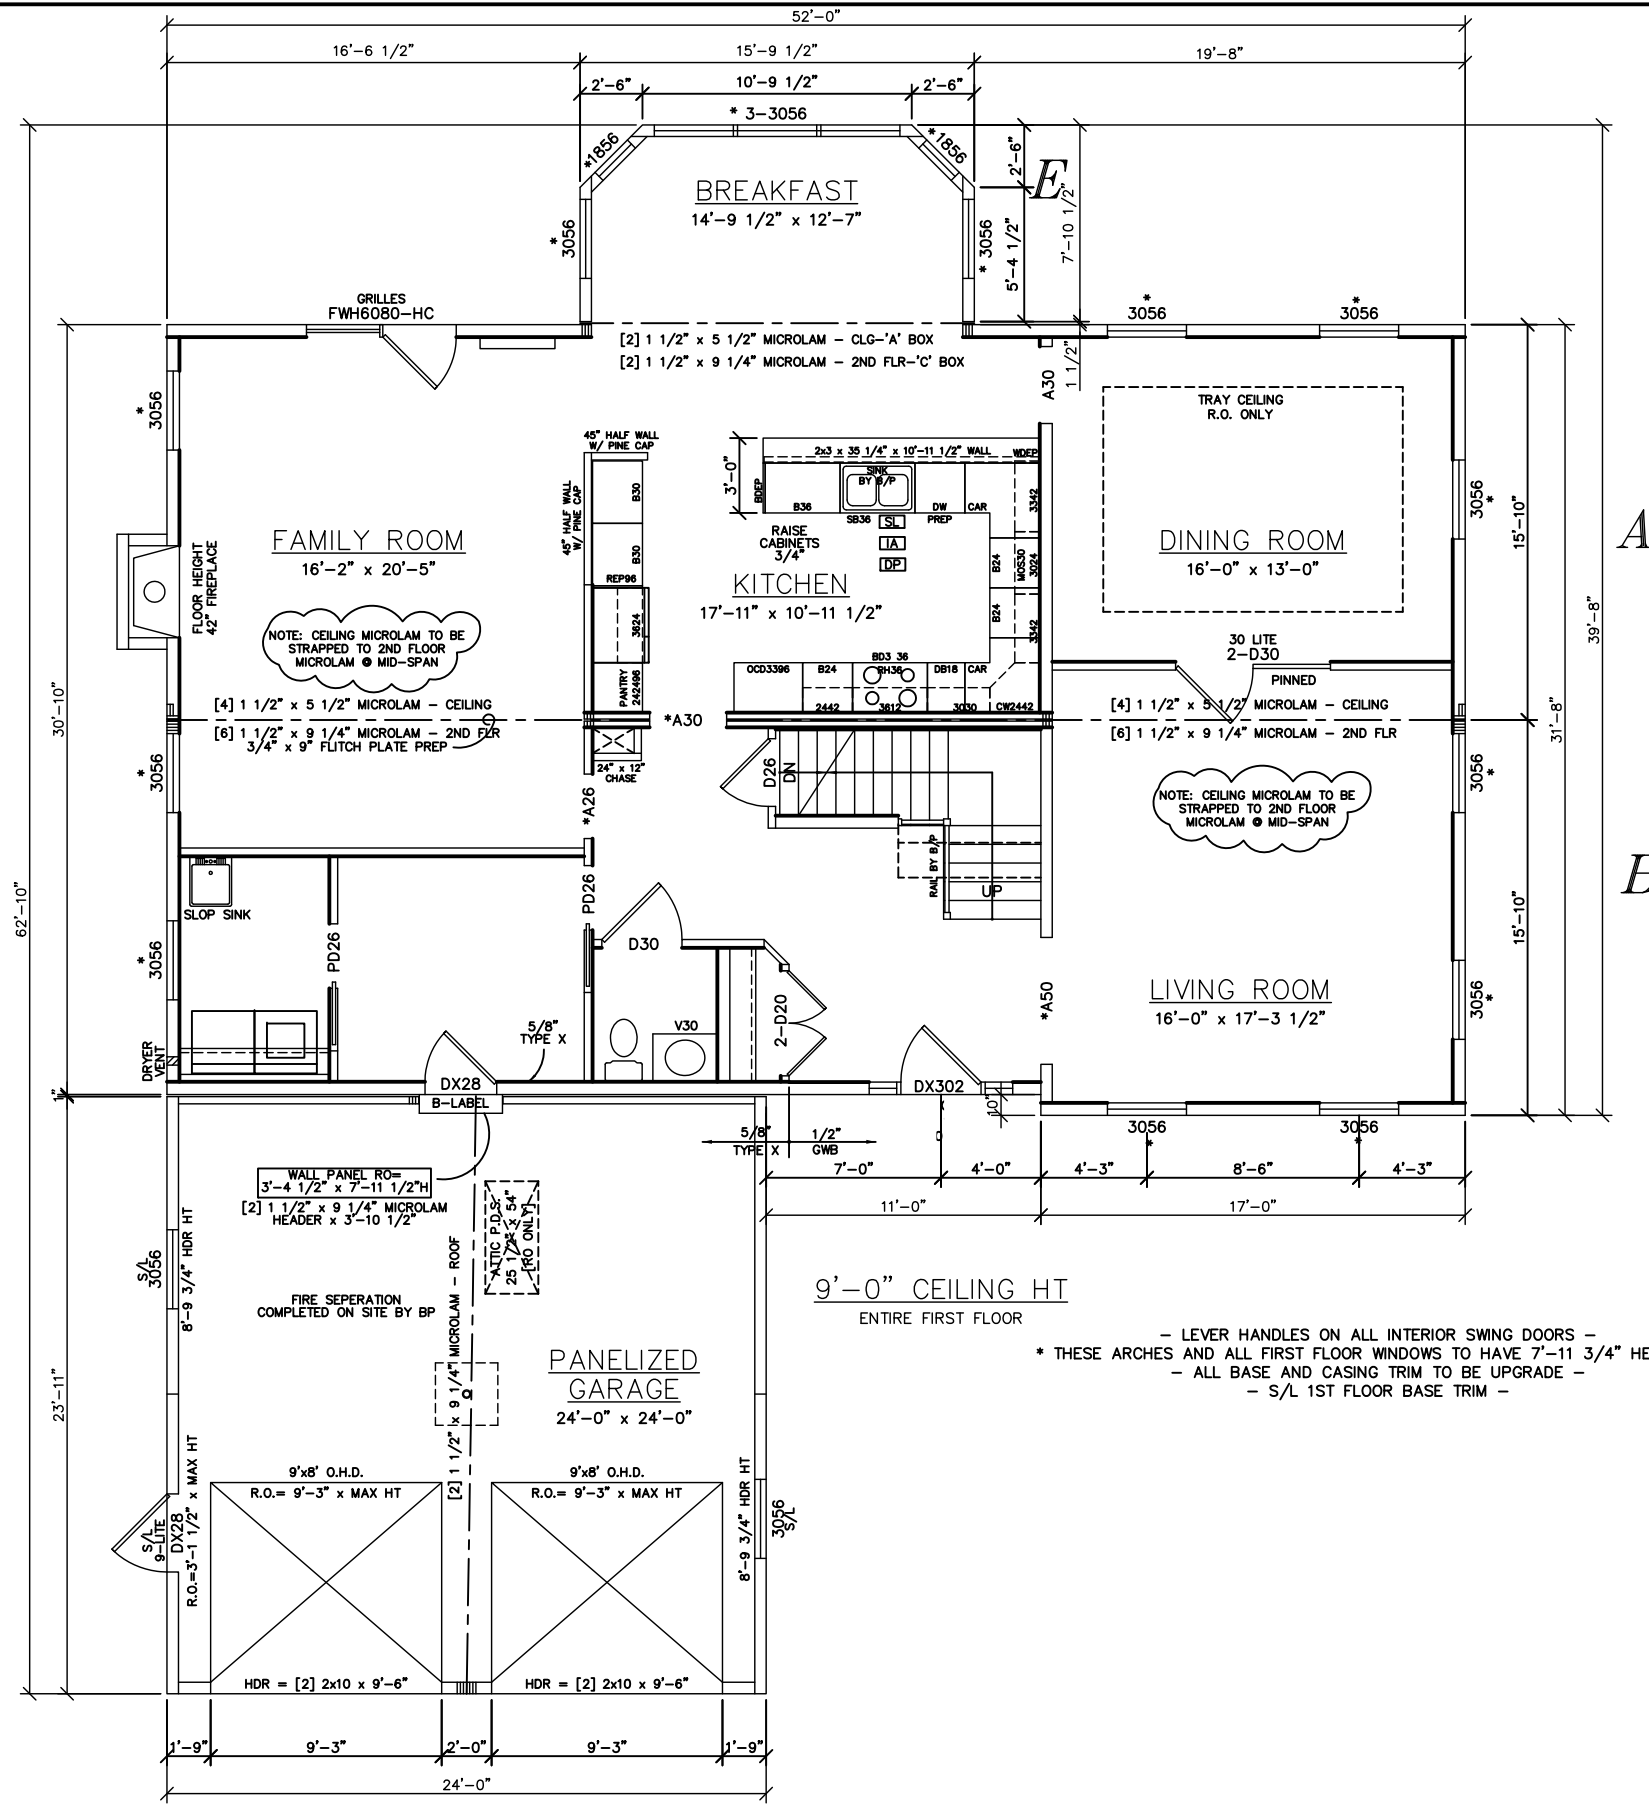 52'-0"
16'-6 1/2"
15'-9 1/2"
19'-8"
2'-6"
10'-9 1/2"
2'-6"
* 3-3056
*1856
*1856
2'-6"
E
BREAKFAST
14'-9 1/2" x 12'-7"
*
3056
* 3056
5'-4 1/2"
7'-10 1/2"
GRILLES
FWH6080-HC
*
3056
*
3056
[2] 1 1/2" x 5 1/2" MICROLAM - CLG-'A' BOX
[2] 1 1/2" x 9 1/4" MICROLAM - 2ND FLR-'C' BOX
1 1/2"
A30
*
3056
TRAY CEILING
R.O. ONLY
45" HALF WALL
W/ PINE CAP
45" HALF WALL
W/ PINE CAP
3'-0"
2x3 x 35 1/4" x 10'-11 1/2" WALL
WDEP
BDEP
SINK
BY B/P
B30
B30
B36
SB36
DW
PREP
CAR
3342
SL
IA
DP
RAISE
CABINETS
3/4"
FAMILY ROOM
16'-2" x 20'-5"
KITCHEN
17'-11" x 10'-11 1/2"
DINING ROOM
16'-0" x 13'-0"
3056
*
15'-10"
A
FLOOR HEIGHT
42" FIREPLACE
REP96
3624
PANTRY
242496
B24
MOS30
3024
B24
3342
NOTE: CEILING MICROLAM TO BE
STRAPPED TO 2ND FLOOR
MICROLAM @ MID-SPAN
OCD3396
B24
BD3 36
RH36
DB18
CAR
2442
3612
3030
CW2442
30 LITE
2-D30
PINNED
39'-8"
30'-10"
31'-8"
[4] 1 1/2" x 5 1/2" MICROLAM - CEILING
[6] 1 1/2" x 9 1/4" MICROLAM - 2ND FLR
3/4" x 9" FLITCH PLATE PREP
*A30
[4] 1 1/2" x 5 1/2" MICROLAM - CEILING
[6] 1 1/2" x 9 1/4" MICROLAM - 2ND FLR
24" x 12"
CHASE
*
3056
*A26
D26
DN
NOTE: CEILING MICROLAM TO BE
STRAPPED TO 2ND FLOOR
MICROLAM @ MID-SPAN
3056
*
RAIL BY B/P
UP
B
62'-10"
SLOP SINK
PD26
PD26
D30
*
3056
15'-10"
LIVING ROOM
16'-0" x 17'-3 1/2"
*A50
2-D20
3056
*
5/8"
TYPE X
V30
DRYER
VENT
DX28
B-LABEL
DX302
1"
10"
5/8"
TYPE X
1/2"
GWB
3056
*
3056
*
7'-0"
4'-0"
4'-3"
8'-6"
4'-3"
11'-0"
17'-0"
WALL PANEL RO=
3'-4 1/2" x 7'-11 1/2"H
[2] 1 1/2" x 9 1/4" MICROLAM
HEADER x 3'-10 1/2"
ATTIC P.D.S.
25 1/2" x 54"
[RO ONLY]
S/L
3056
8'-9 3/4" HDR HT
[2] 1 1/2" x 9 1/4" MICROLAM - ROOF
FIRE SEPERATION
COMPLETED ON SITE BY BP
9'-0" CEILING HT
ENTIRE FIRST FLOOR
- LEVER HANDLES ON ALL INTERIOR SWING DOORS -
* THESE ARCHES AND ALL FIRST FLOOR WINDOWS TO HAVE 7'-11 3/4" HE
- ALL BASE AND CASING TRIM TO BE UPGRADE -
- S/L 1ST FLOOR BASE TRIM -
PANELIZED
GARAGE
24'-0" x 24'-0"
23'-11"
9'x8' O.H.D.
R.O.= 9'-3" x MAX HT
9'x8' O.H.D.
R.O.= 9'-3" x MAX HT
S/L
9-LITE
DX28
R.O.=3'-1 1/2" x MAX HT
8'-9 3/4" HDR HT
3056
S/L
HDR = [2] 2x10 x 9'-6"
HDR = [2] 2x10 x 9'-6"
1'-9"
9'-3"
2'-0"
9'-3"
1'-9"
24'-0"